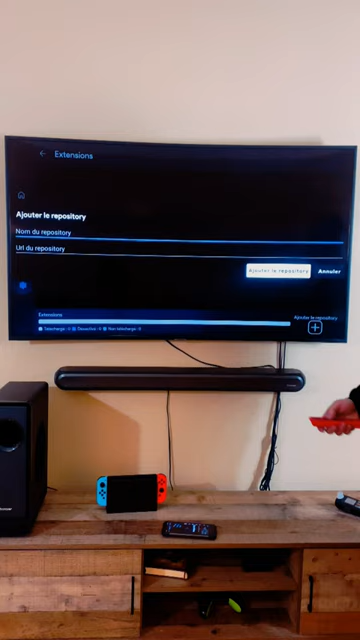 Extensions
Ajouter le repository
Nom du repository
Url du repository
Ajouter le repository
Annuler
Extensions
Ajouter le repository